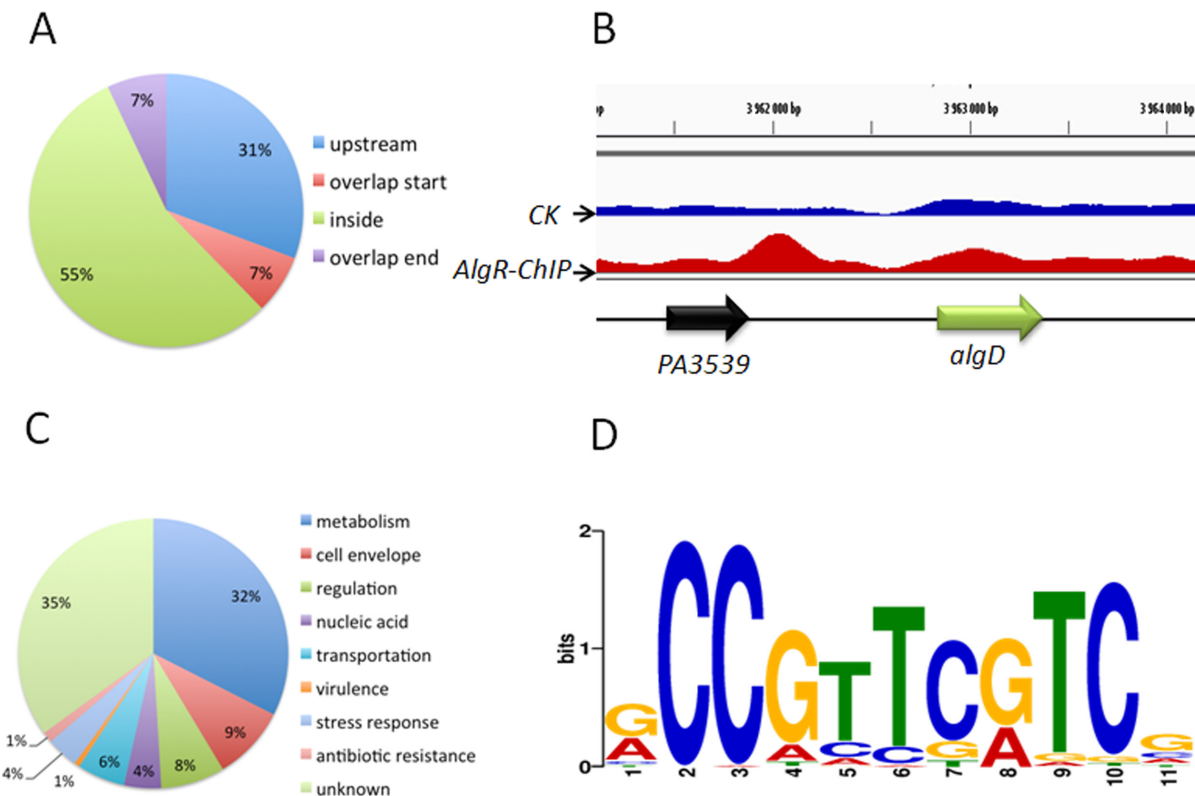 A
7%
31%
7%
55%
upstream
overlap start
inside
overlap end
B
3 962 000 bp
3 963 000 bp
3 964 000 bp
CK
AlgR-ChIP
PA3539
algD
C
35%
32%
9%
8%
4%
6%
1%
4%
1%
metabolism
cell envelope
regulation
nucleic acid
transportation
virulence
stress response
antibiotic resistance
unknown
D
bits
2
1
0
G
A
C
C
G
A
T
C
A
T
C
C
G
T
G
A
T
G
A
C
G
G
C
A
1 2 3 4 5 6 7 8 9 10 11